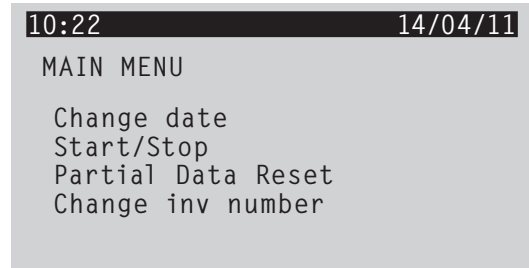 10:22 14/04/11
MAIN MENU
Change date
Start/Stop
Partial Data Reset
Change inv number